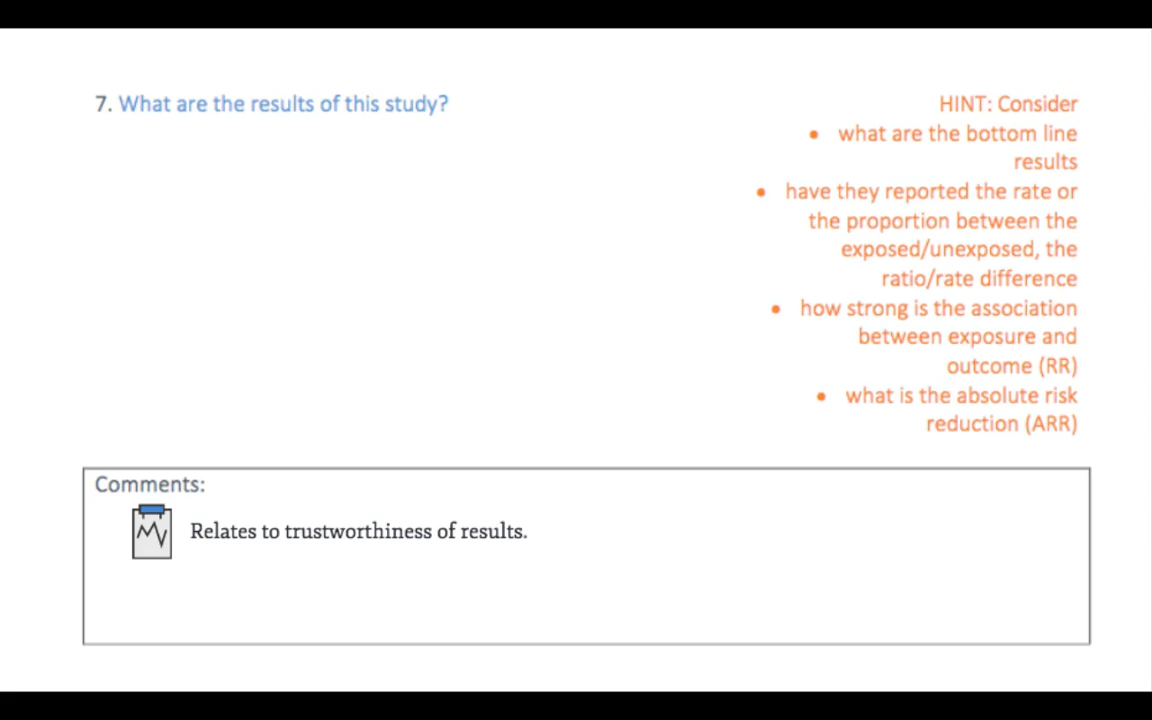 7. What are the results of this study?
HINT: Consider
• what are the bottom line
results
• have they reported the rate or
the proportion between the
exposed/unexposed, the
ratio/rate difference
• how strong is the association
between exposure and
outcome (RR)
• what is the absolute risk
reduction (ARR)
Comments:
Relates to trustworthiness of results.